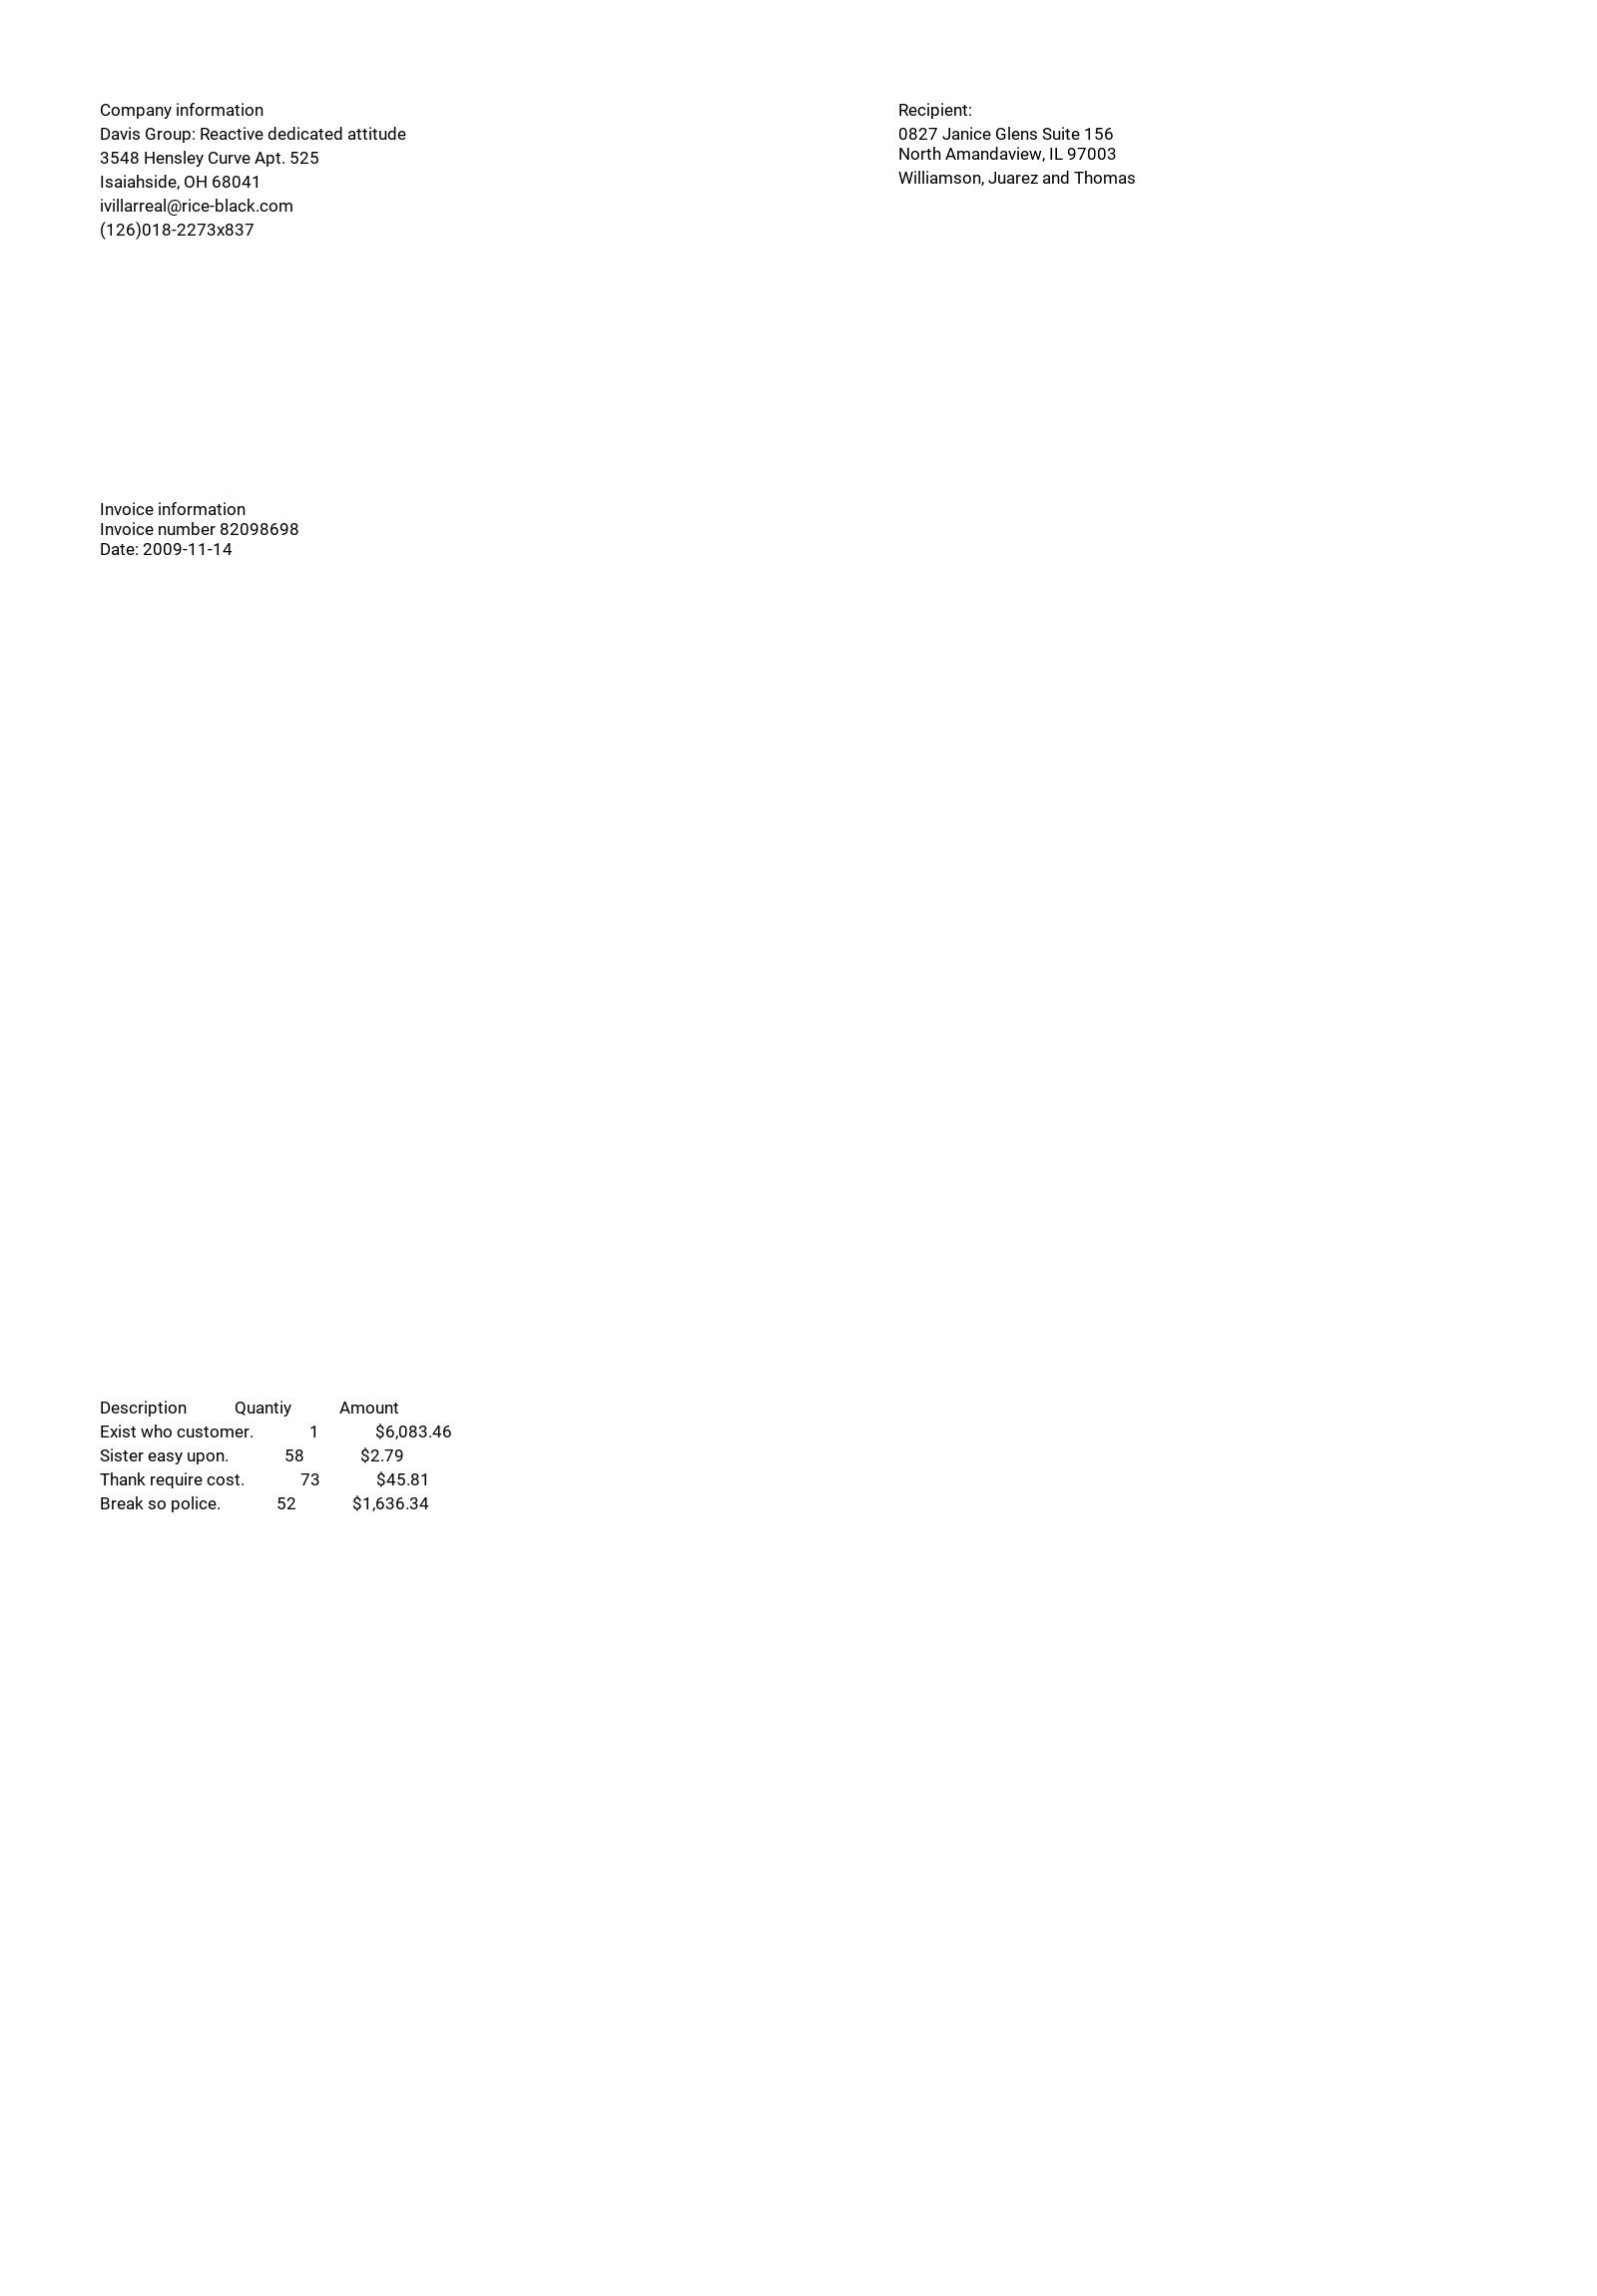 Company information
Davis Group: Reactive dedicated attitude
3548 Hensley Curve Apt. 525
Isaiahside, OH 68041
ivillarreal@rice-black.com
(126)018-2273x837
Recipient:
0827 Janice Glens Suite 156
North Amandaview, IL 97003
Williamson, Juarez and Thomas
Invoice information
Invoice number 82098698
Date: 2009-11-14
Description Quantiy Amount
Exist who customer. 1 $6,083.46
Sister easy upon. 58 $2.79
Thank require cost. 73 $45.81
Break so police. 52 $1,636.34